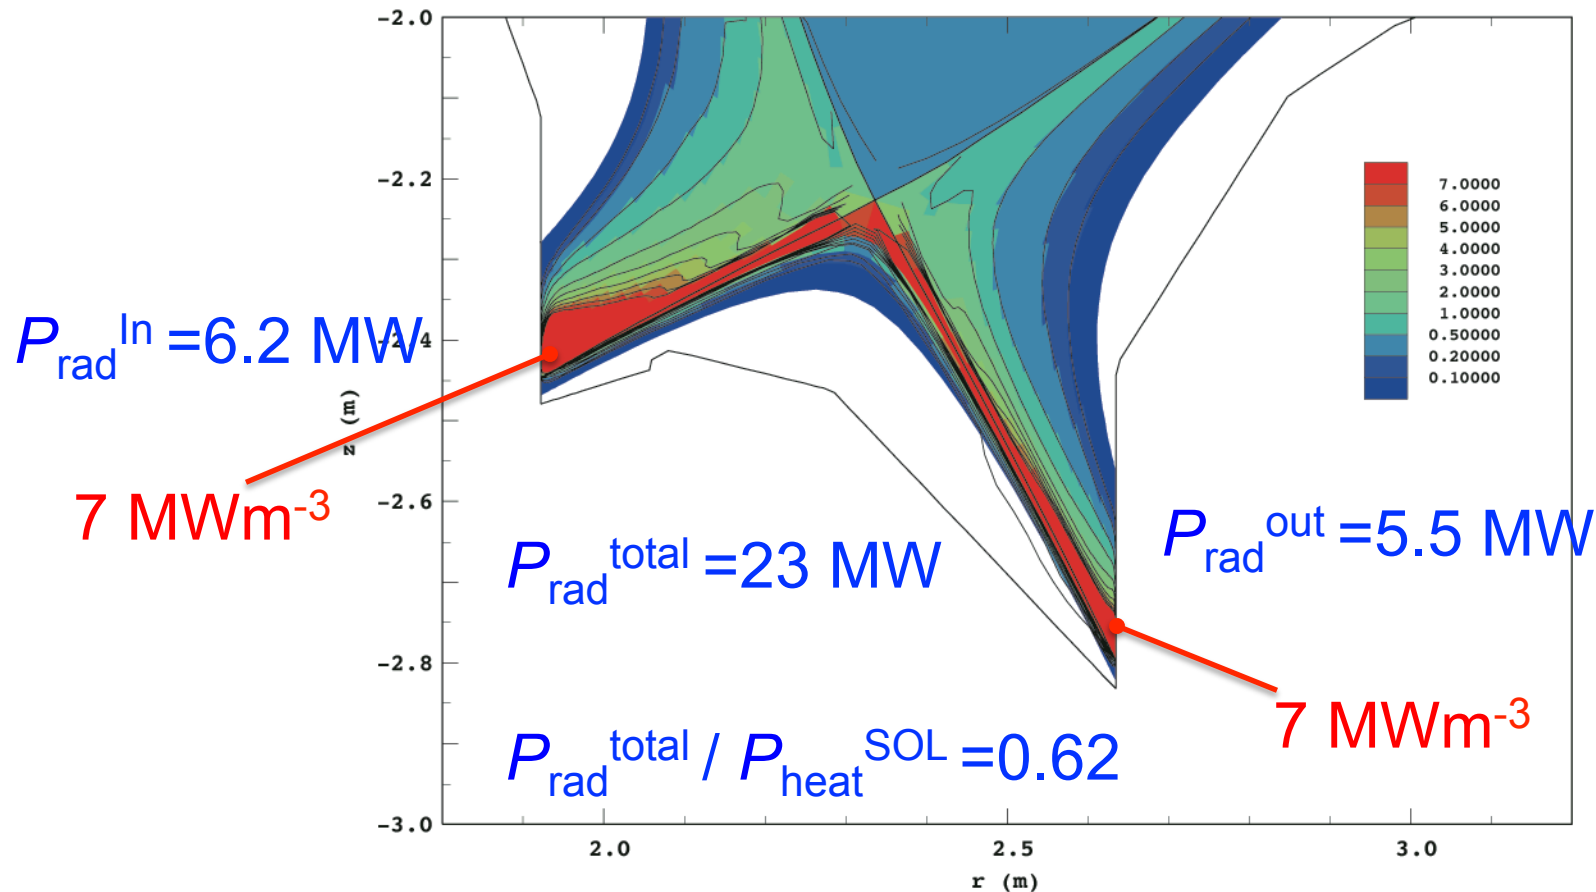 -2.0
-2.2
7.0000
6.0000
5.0000
4.0000
3.0000
2.0000
1.0000
0.50000
0.20000
0.10000
P_rad^In =6.2 MW
-2.4
z (m)
7 MWm^-3
-2.6
P_rad^total =23 MW
P_rad^out =5.5 MW
-2.8
7 MWm^-3
P_rad^total / P_heat^SOL =0.62
-3.0
2.0 2.5 3.0
r (m)